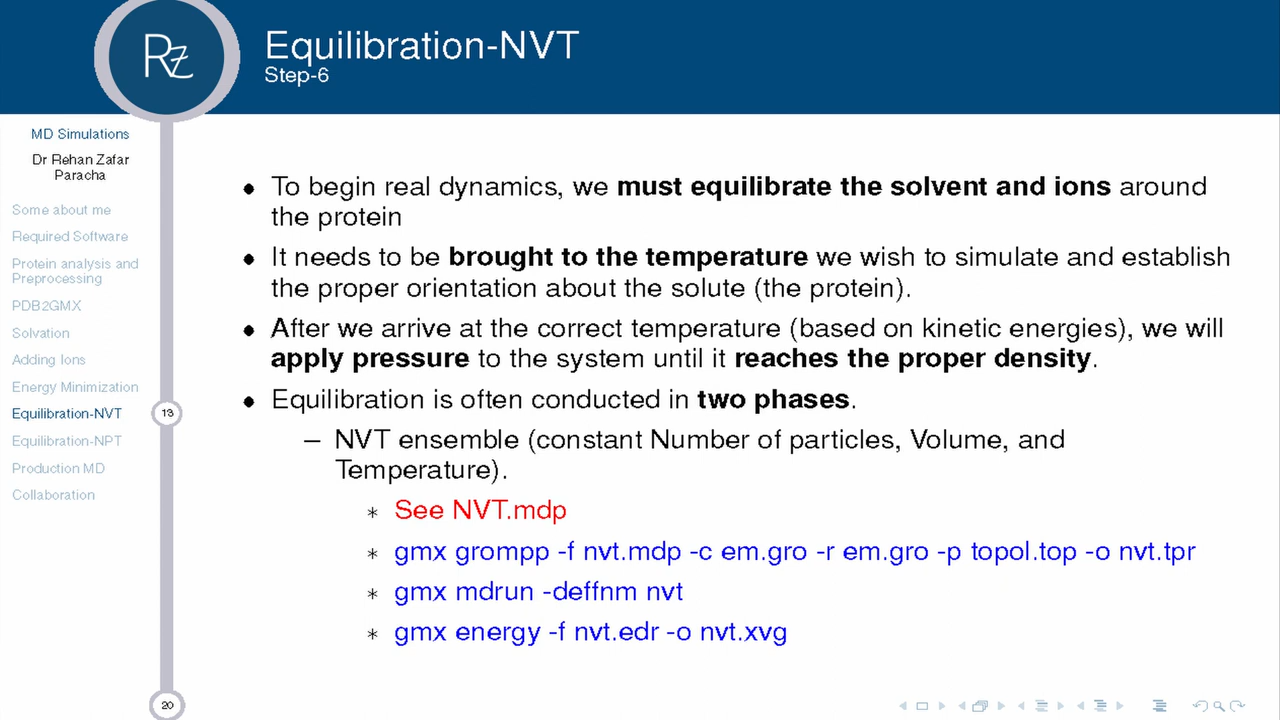 Rz
Equilibration-NVT
Step-6
MD Simulations
Dr Rehan Zafar
Paracha
Some about me
Required Software
Protein analysis and
Preprocessing
PDB2GMX
Solvation
Adding Ions
Energy Minimization
Equilibration-NVT
Equilibration-NPT
Production MD
Collaboration
13
20
• To begin real dynamics, we must equilibrate the solvent and ions around
the protein
• It needs to be brought to the temperature we wish to simulate and establish
the proper orientation about the solute (the protein).
• After we arrive at the correct temperature (based on kinetic energies), we will
apply pressure to the system until it reaches the proper density.
• Equilibration is often conducted in two phases.
– NVT ensemble (constant Number of particles, Volume, and
Temperature).
* See NVT.mdp
* gmx grompp -f nvt.mdp -c em.gro -r em.gro -p topol.top -o nvt.tpr
* gmx mdrun -deffnm nvt
* gmx energy -f nvt.edr -o nvt.xvg